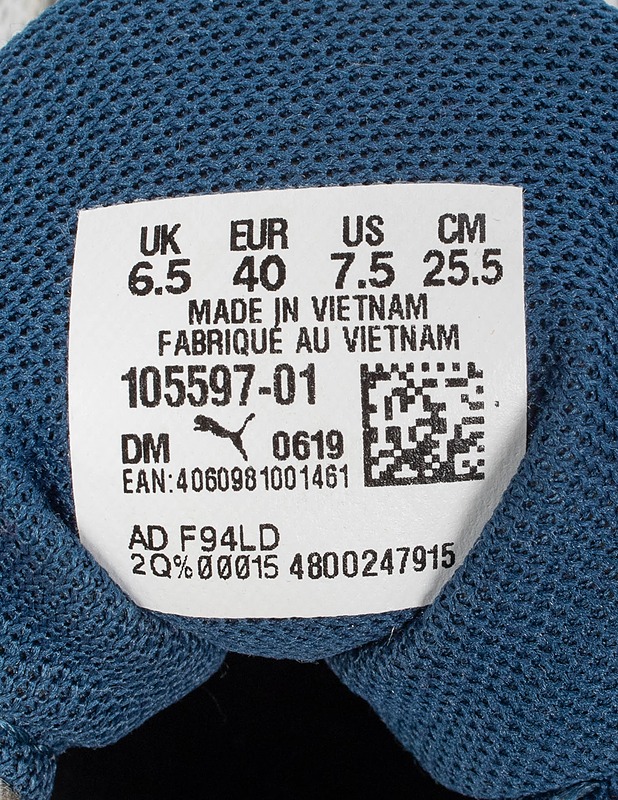 UK EUR US CM
6.5 40 7.5 25.5
MADE IN VIETNAM
FABRIQUÉ AU VIETNAM
105597-01
DM 0619
EAN:4060981001461
AD F94LD
2Q%00015 4800247915